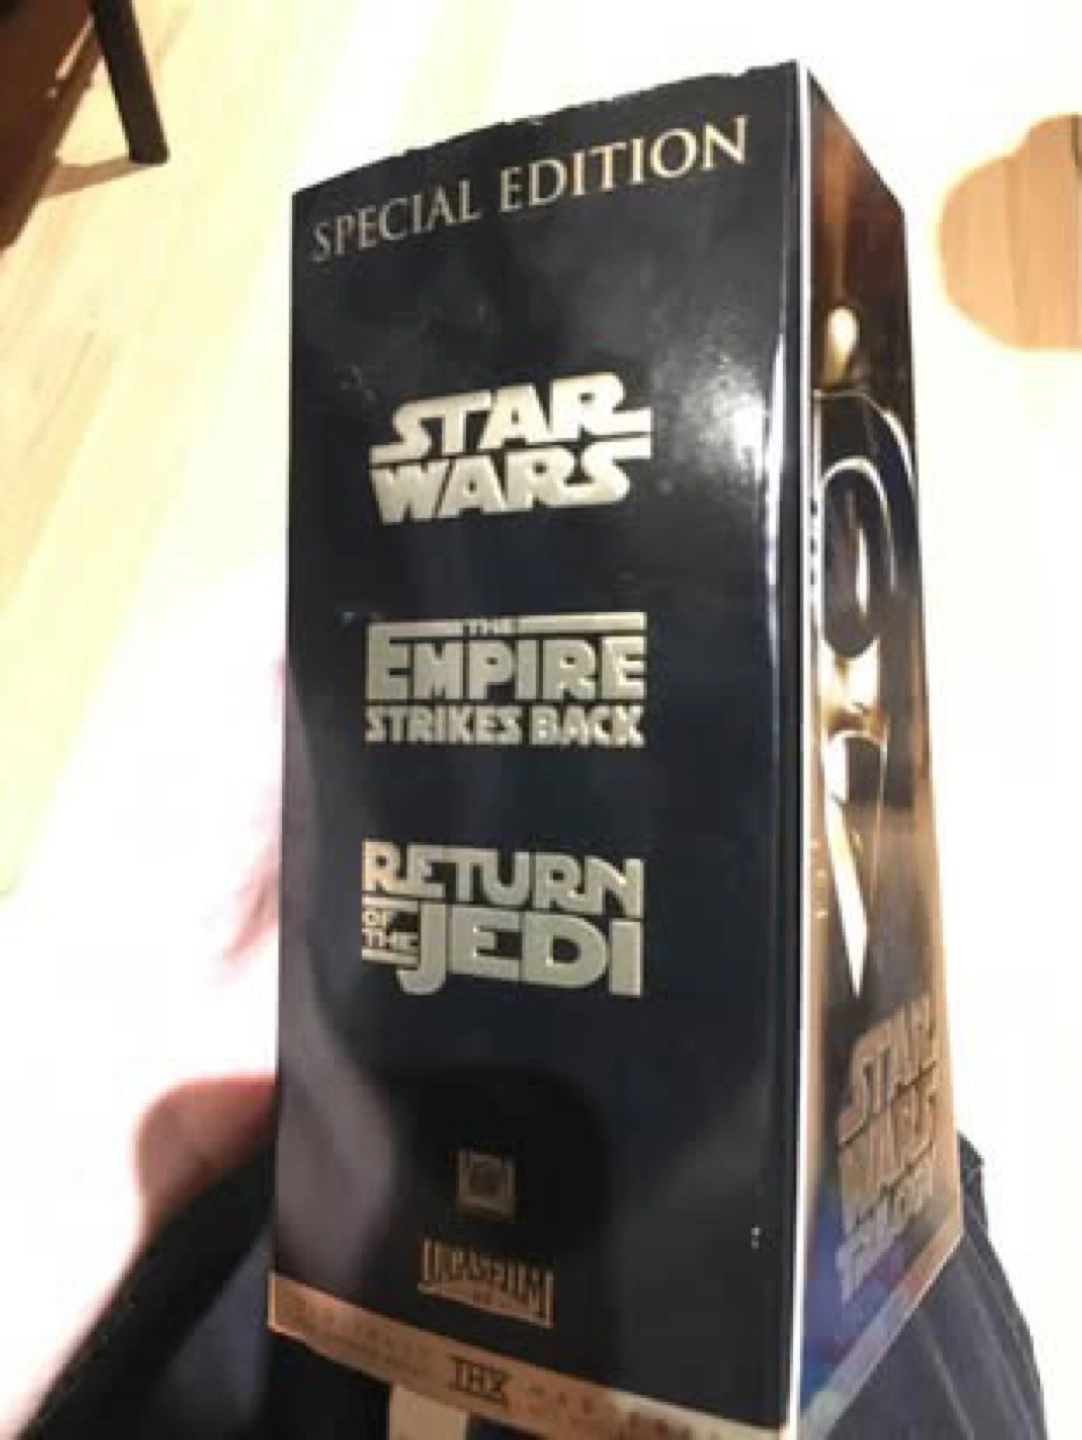 SPECIAL EDITION
STAR
WARS
THE
EMPIRE
STRIKES BACK
RETURN
OF
THE
JEDI
LUCASFILM
THX
STAR
WARS
TRILOGY